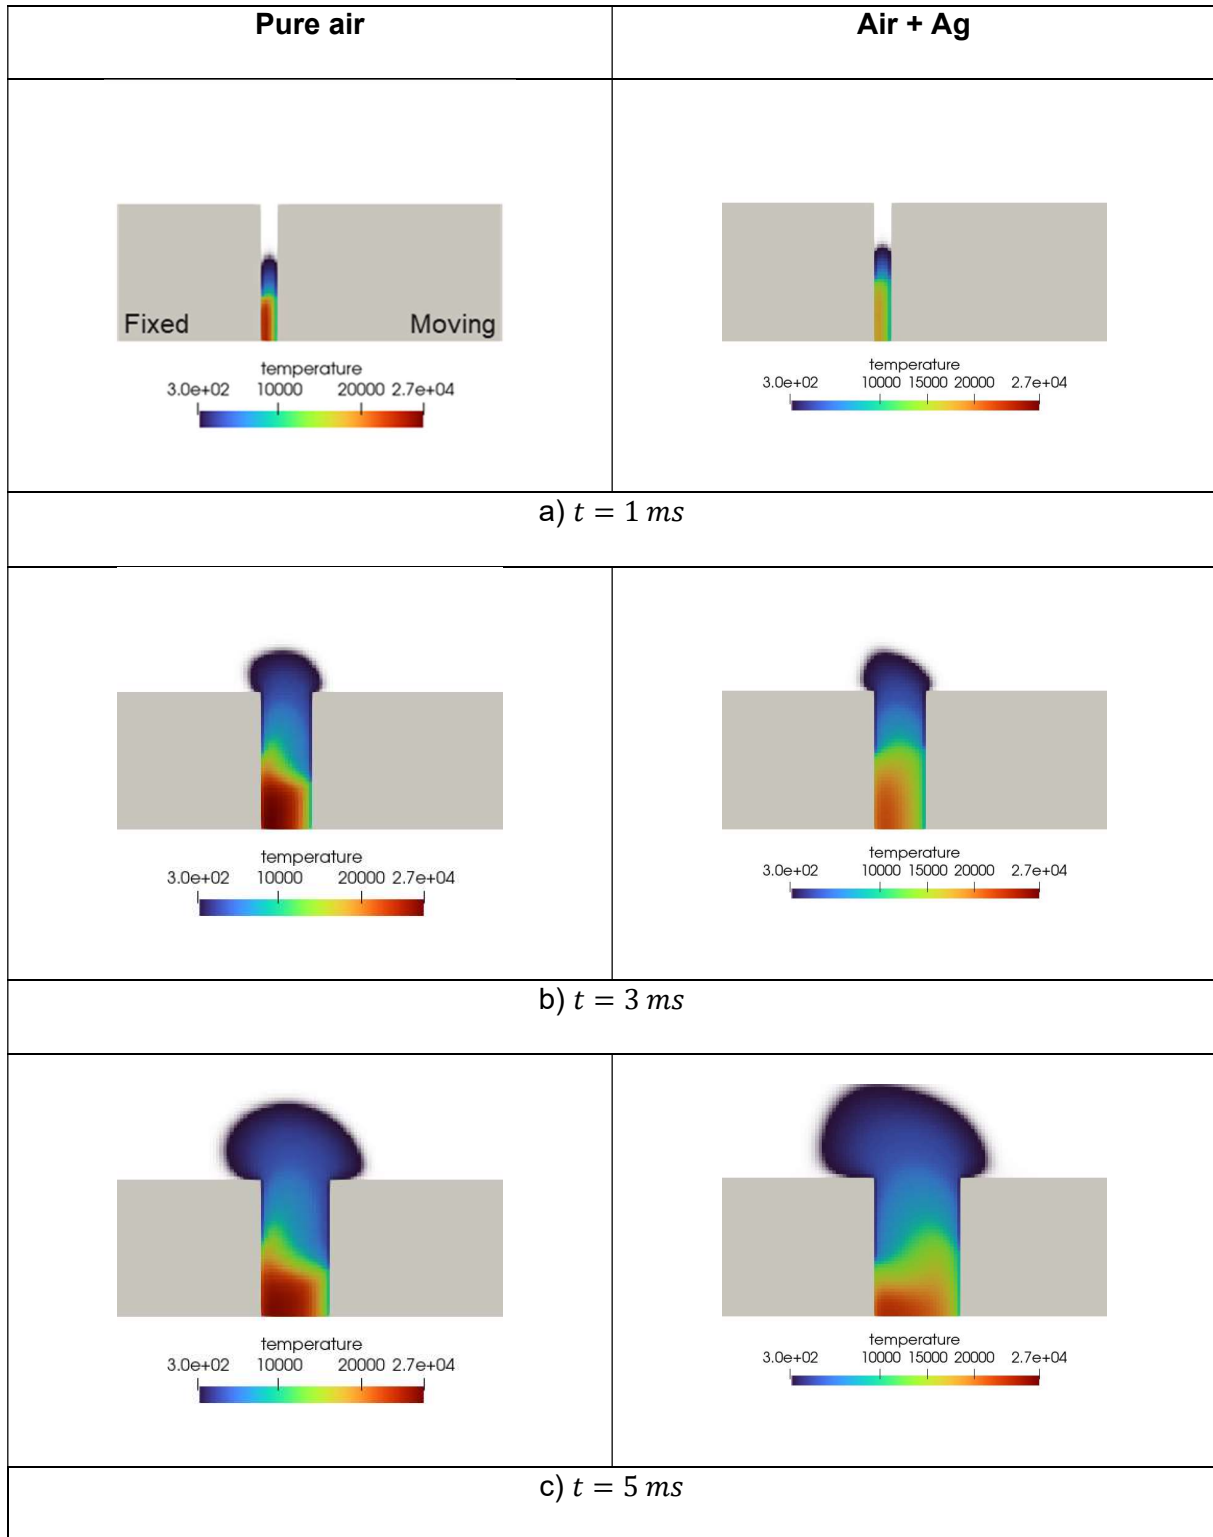 Pure air Air + Ag
Fixed Moving
temperature
3.0e+02 10000 20000 2.7e+04
temperature
3.0e+02 10000 15000 20000 2.7e+04
a) t = 1 ms
temperature
3.0e+02 10000 20000 2.7e+04
temperature
3.0e+02 10000 15000 20000 2.7e+04
b) t = 3 ms
temperature
3.0e+02 10000 20000 2.7e+04
temperature
3.0e+02 10000 15000 20000 2.7e+04
c) t = 5 ms